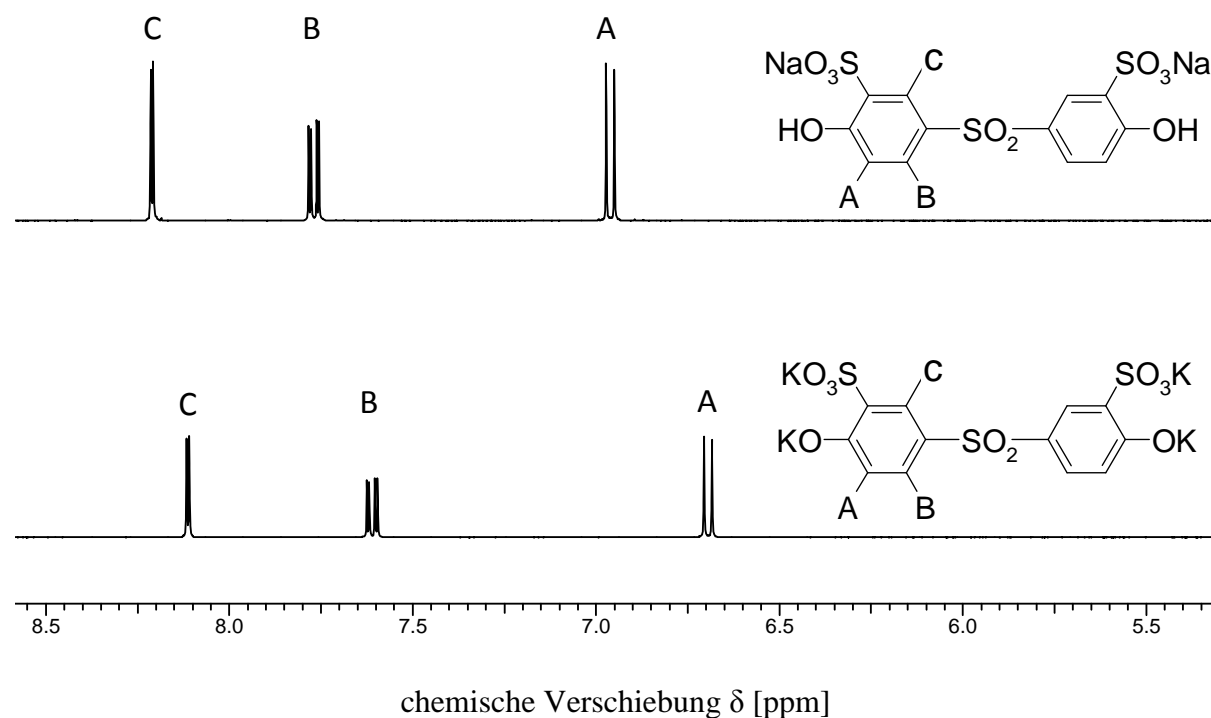 C B A
NaO₃S C SO₃Na
HO SO₂ OH
A B
C B A
KO₃S C SO₃K
KO SO₂ OK
A B
8.5 8.0 7.5 7.0 6.5 6.0 5.5
chemische Verschiebung δ [ppm]